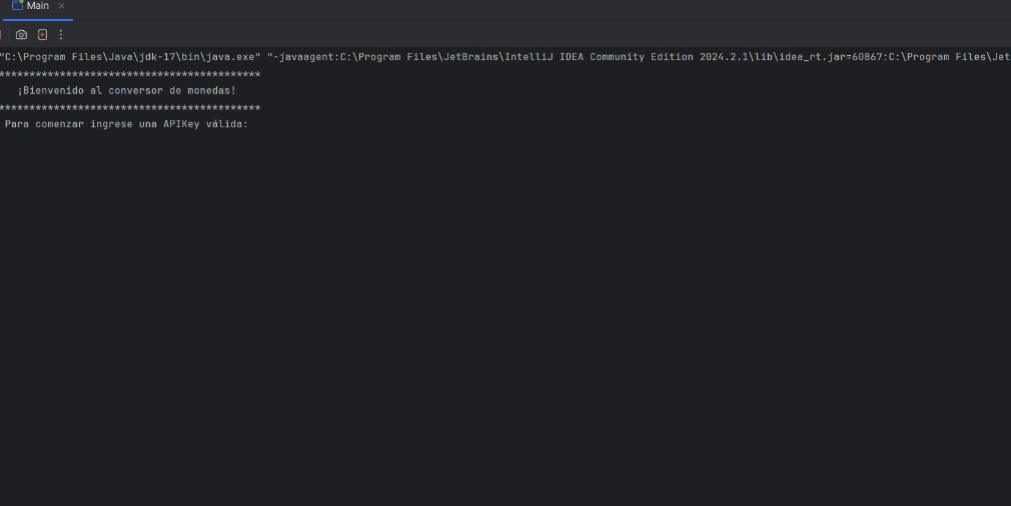 Main
"C:\Program Files\Java\jdk-17\bin\java.exe" "-javaagent:C:\Program Files\JetBrains\IntelliJ IDEA Community Edition 2024.2.1\lib\idea_rt.jar=60867:C:\Program Files\Jet
*******************************************
¡Bienvenido al conversor de monedas!
*******************************************
Para comenzar ingrese una APIKey válida: